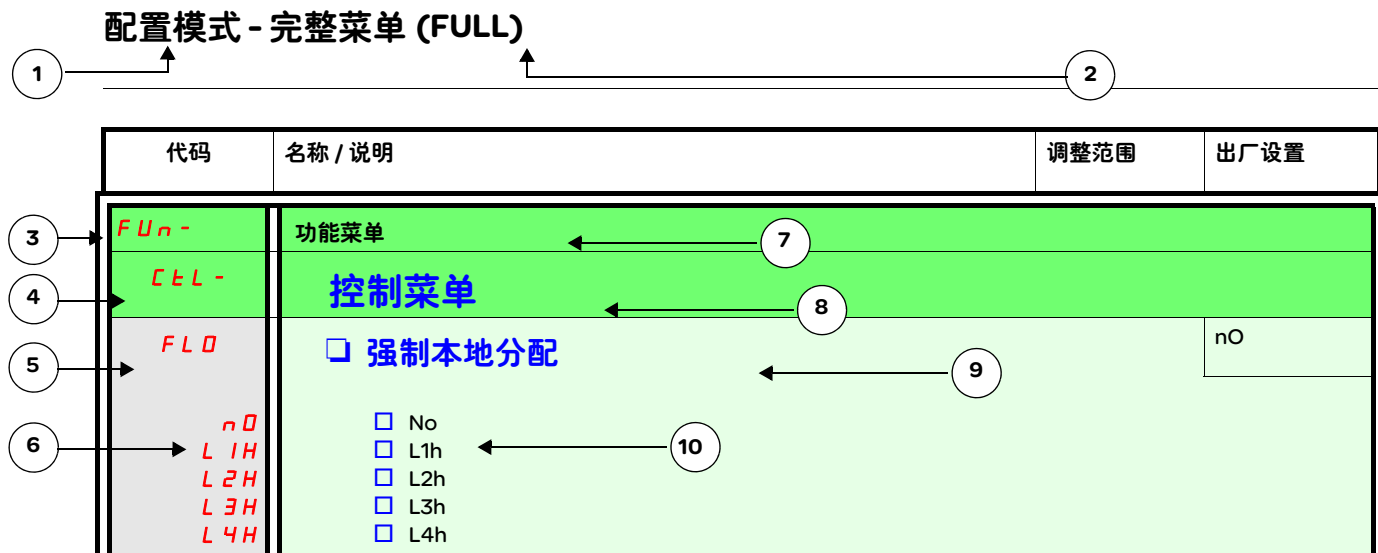 配置模式 - 完整菜单 (FULL)
1
2
代码 名称 / 说明 调整范围 出厂设置
3 FUn- 功能菜单 7
4 CtL- 控制菜单 8
5 FLO ❏ 强制本地分配 9 nO
nO □ No
6 L1H □ L1h 10
L2H □ L2h
L3H □ L3h
L4H □ L4h